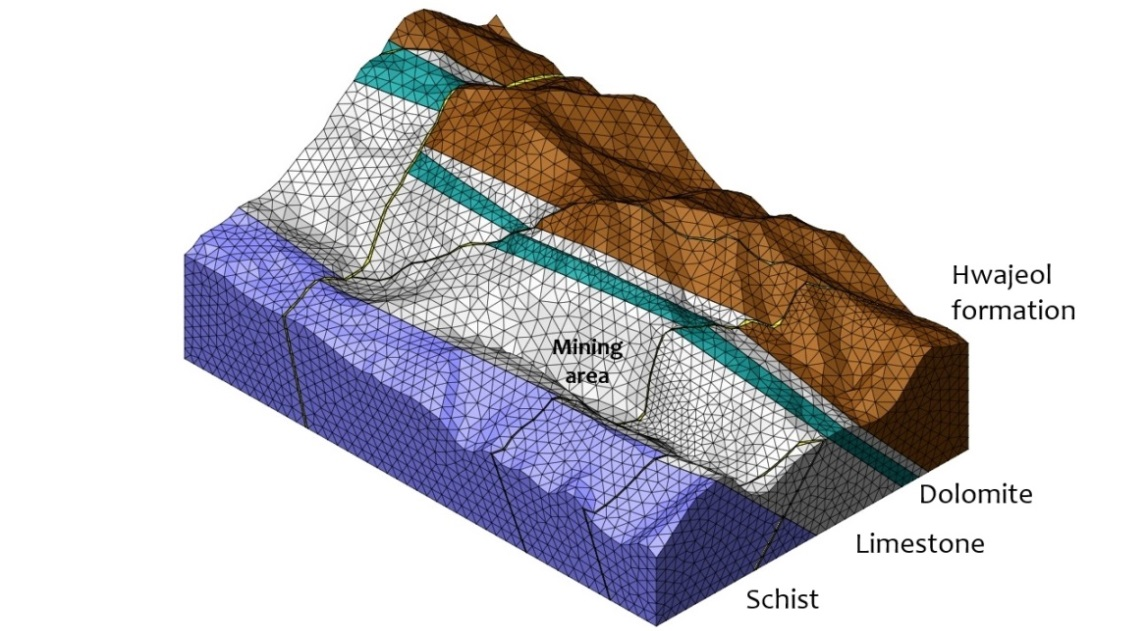 Hwajeol
formation
Mining
area
Dolomite
Limestone
Schist